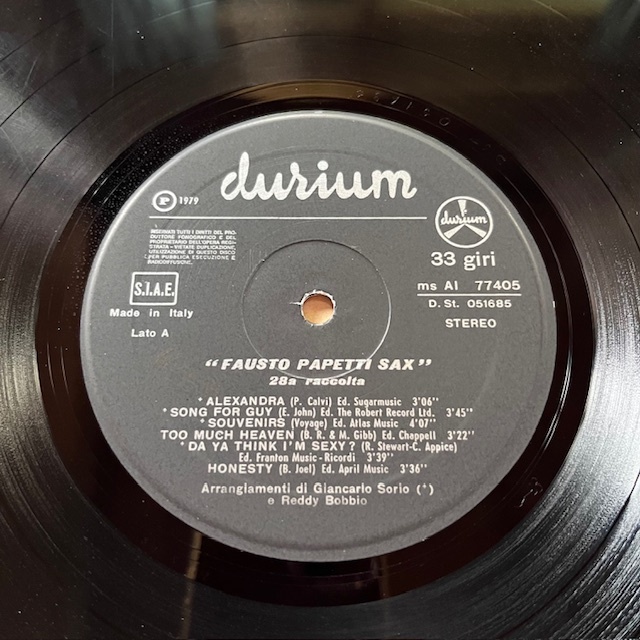 durium
P 1979
RISERVATI TUTTI I DIRITTI DEL PRO-
DUTTORE FONOGRAFICO E DEL
PROPRIETARIO DELL'OPERA REGI-
STRATA - VIETATE DUPLICAZIONE,
UTILIZZAZIONE DI QUESTO DISCO
PER PUBBLICA ESECUZIONE E
RADIODIFFUSIONE.
durium
33 giri
S.I.A.E.
ms AI 77405
D. St. 051685
Made in Italy
STEREO
Lato A
"FAUSTO PAPETTI SAX"
28a raccolta
* ALEXANDRA (P. Calvi) Ed. Sugarmusic 3'06''
* SONG FOR GUY (E. John) Ed. The Robert Record Ltd. 3'45''
* SOUVENIRS (Voyage) Ed. Atlas Music 4'07''
TOO MUCH HEAVEN (B. R. & M. Gibb) Ed. Chappell 3'22''
* DA YA THINK I'M SEXY? (R. Stewart-C. Appice)
Ed. Franton Music - Ricordi 3'39''
HONESTY (B. Joel) Ed. April Music 3'36''
Arrangiamenti di Giancarlo Sorio (*)
e Reddy Bobbio